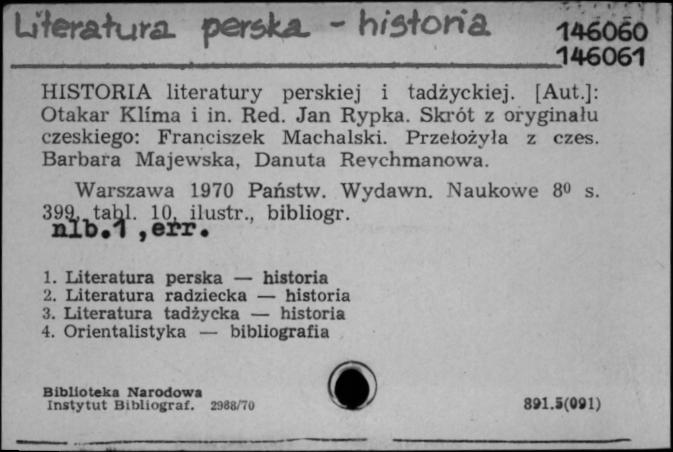 Literatura perska - historia
146060
146061
HISTORIA literatury perskiej i tadżyckiej. [Aut.]:
Otakar Klíma i in. Red. Jan Rypka. Skrót z oryginału
czeskiego: Franciszek Machalski. Przełożyła z czes.
Barbara Majewska, Danuta Reychmanowa.
Warszawa 1970 Państw. Wydawn. Naukowe 8⁰ s.
399, tabl. 10, ilustr., bibliogr.
nlb.1 ,err.
1. Literatura perska — historia
2. Literatura radziecka — historia
3. Literatura tadżycka — historia
4. Orientalistyka — bibliografia
Biblioteka Narodowa
Instytut Bibliograf. 2988/70
891.5(091)